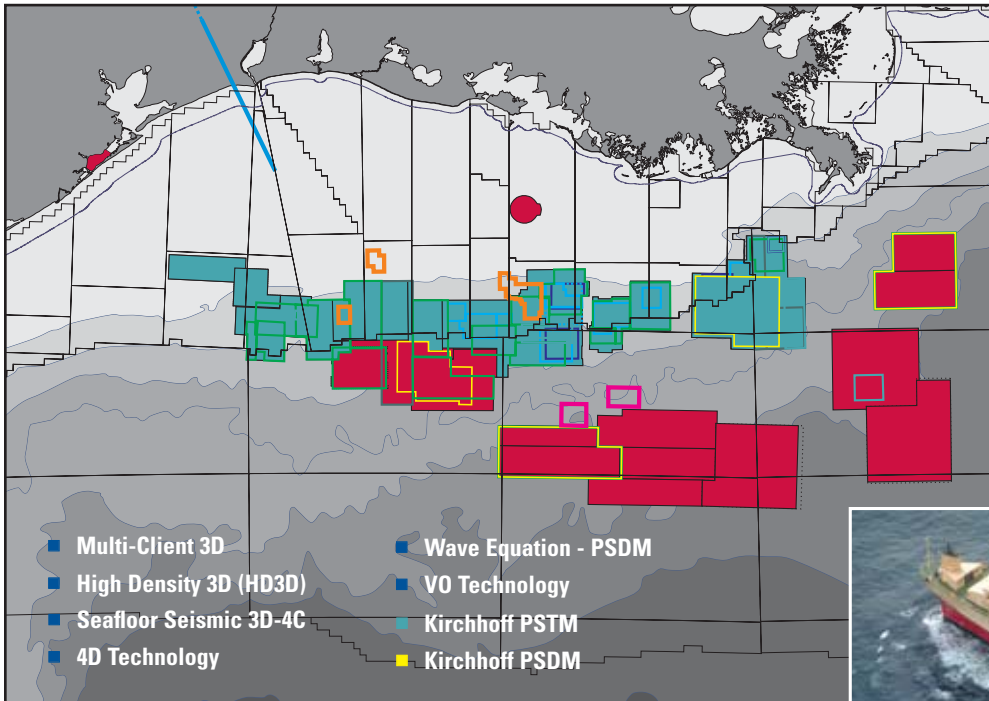 Multi-Client 3D
High Density 3D (HD3D)
Seafloor Seismic 3D-4C
4D Technology
Wave Equation - PSDM
VO Technology
Kirchhoff PSTM
Kirchhoff PSDM